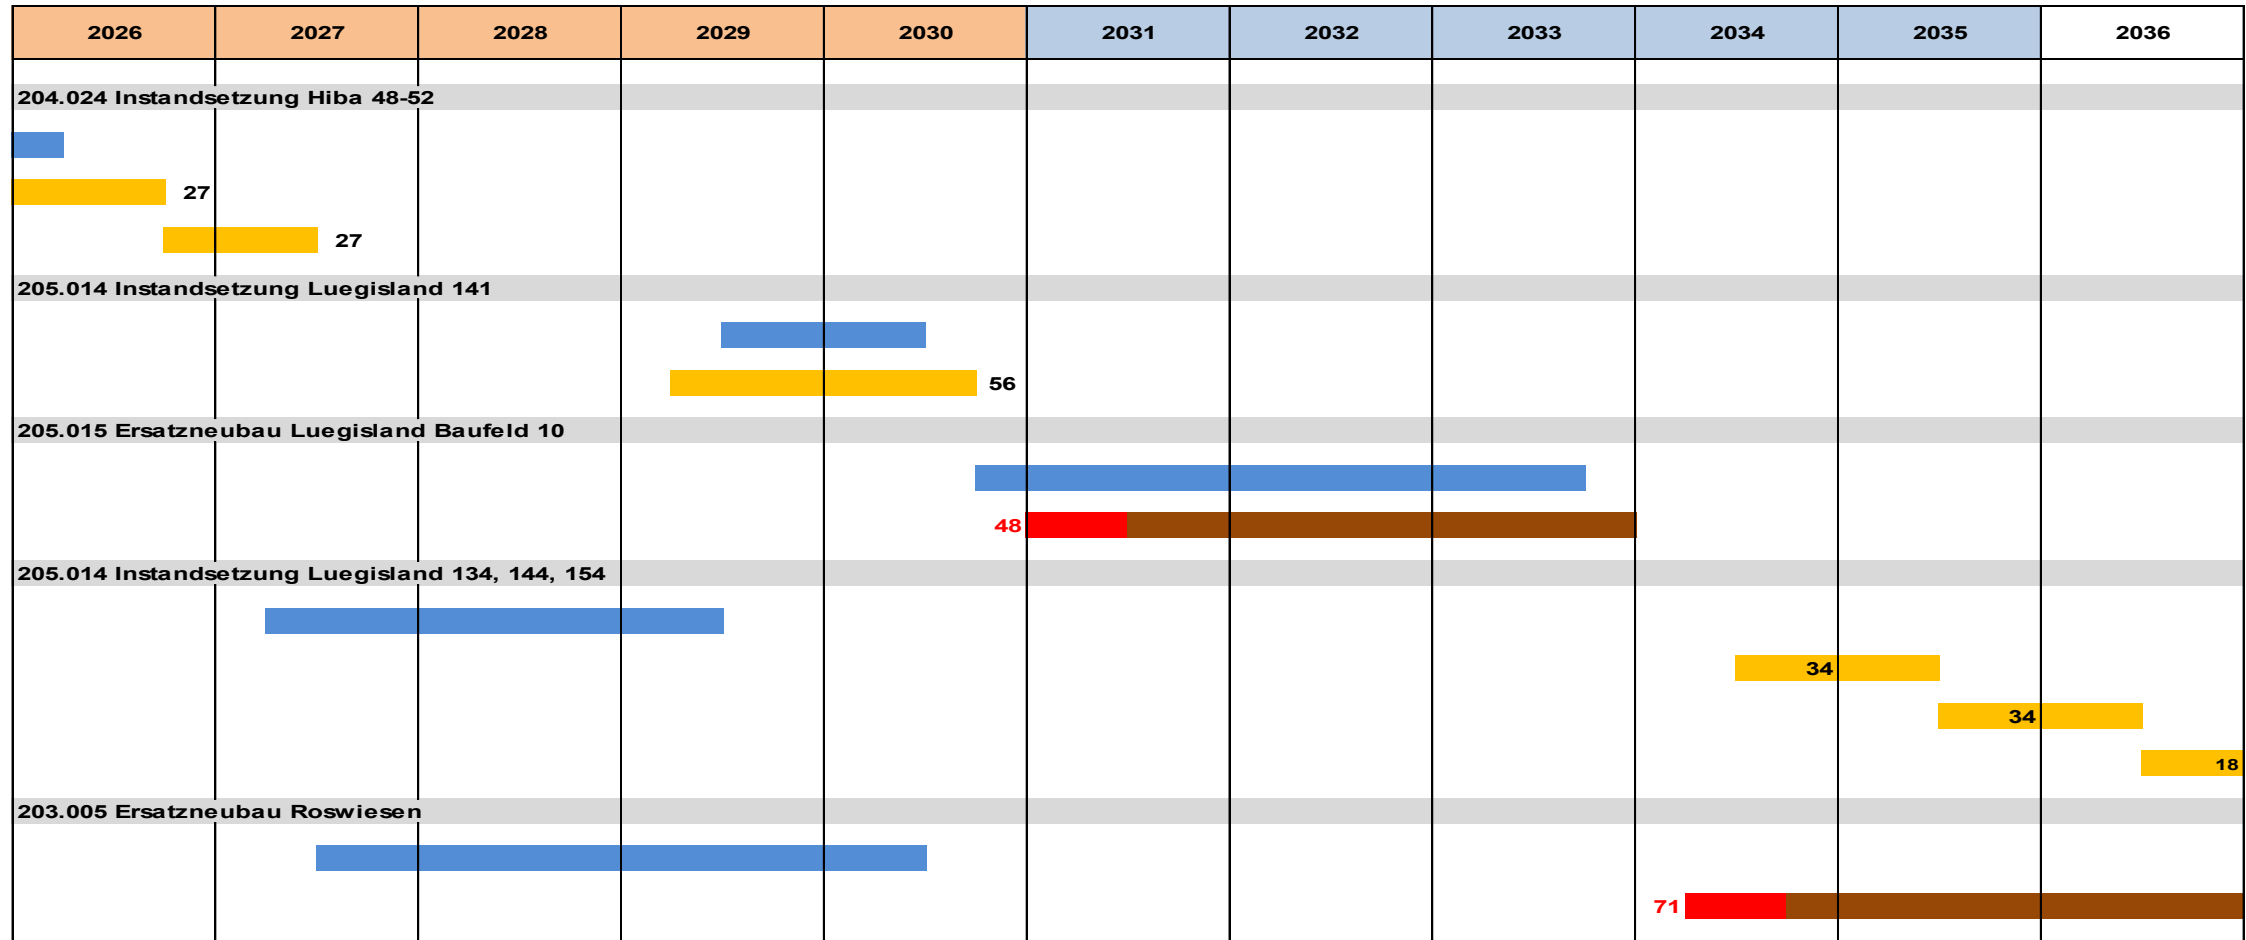 2026 2027 2028 2029 2030 2031 2032 2033 2034 2035 2036
204.024 Instandsetzung Hiba 48-52
27
27
205.014 Instandsetzung Luegisland 141
56
205.015 Ersatzneubau Luegisland Baufeld 10
48
205.014 Instandsetzung Luegisland 134, 144, 154
34
34
18
203.005 Ersatzneubau Roswiesen
71